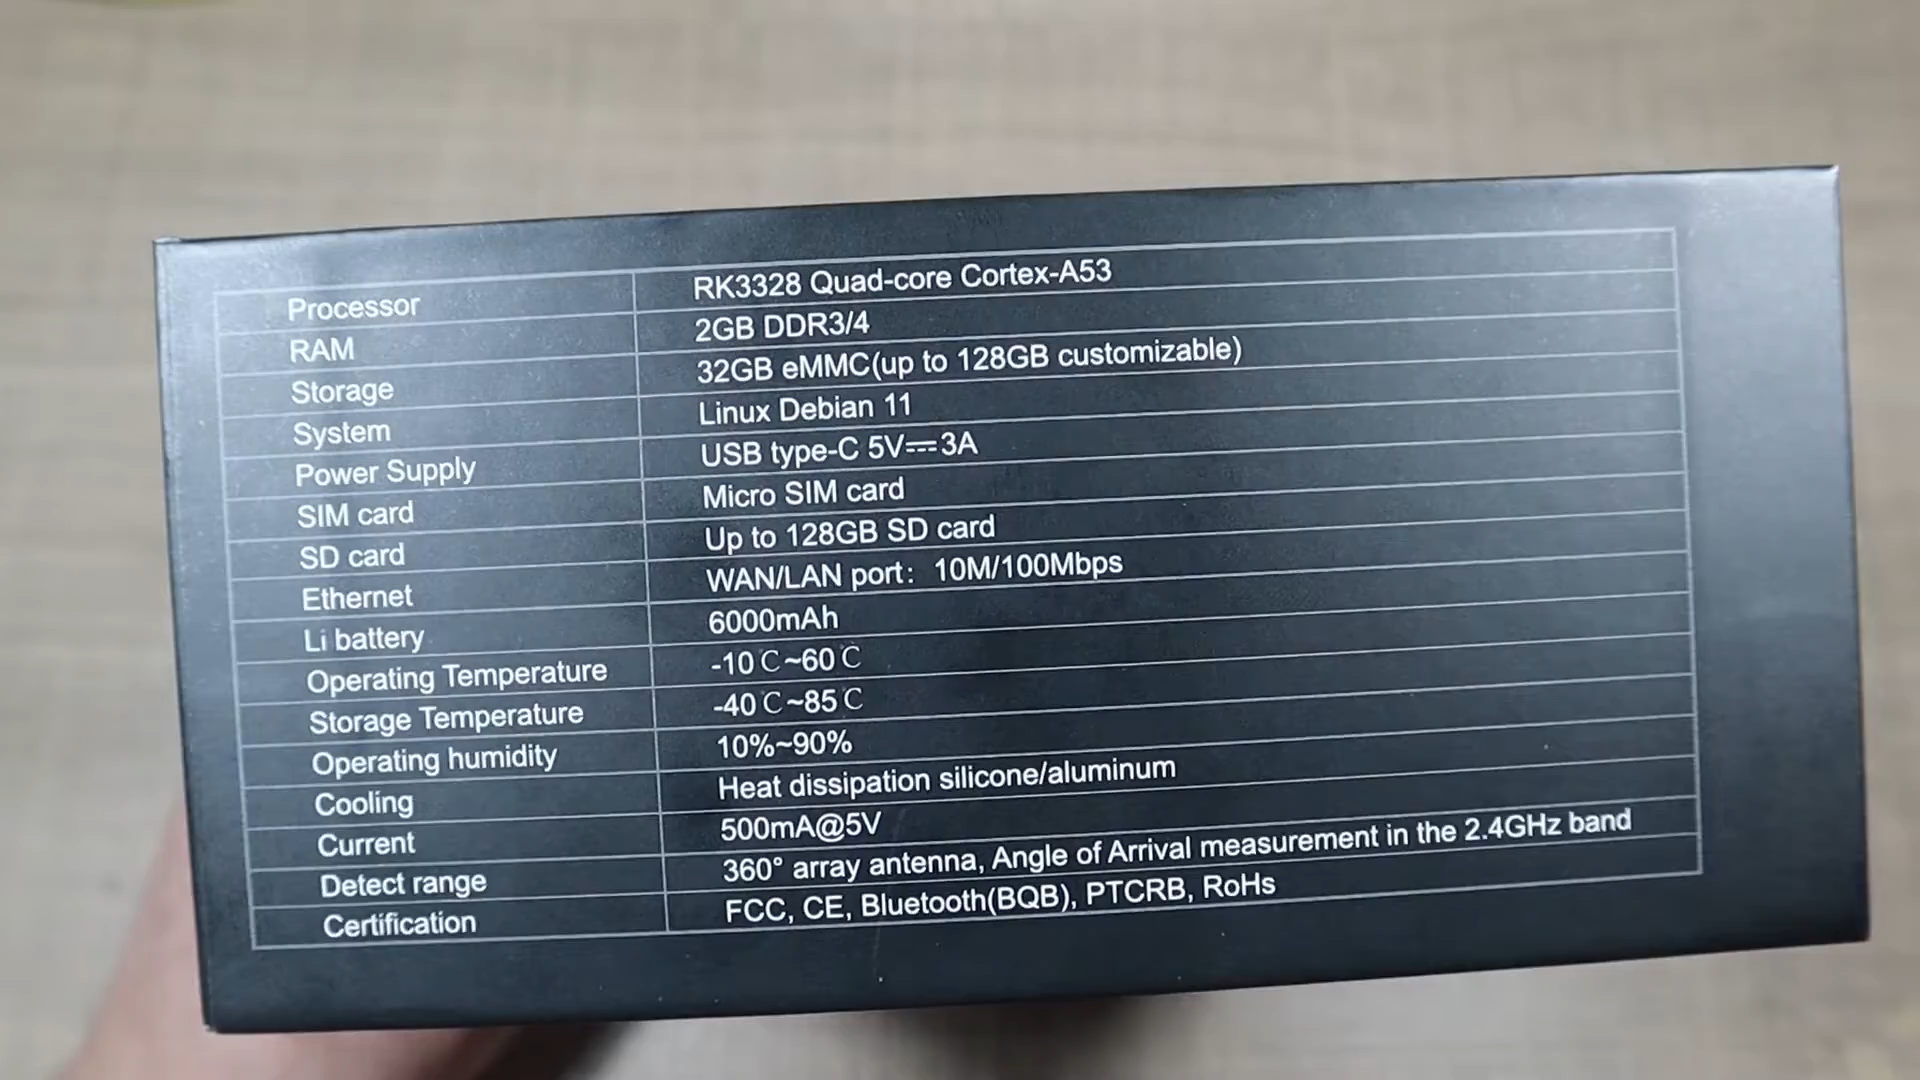 Processor RK3328 Quad-core Cortex-A53
RAM 2GB DDR3/4
Storage 32GB eMMC(up to 128GB customizable)
System Linux Debian 11
Power Supply USB type-C 5V⎓3A
SIM card Micro SIM card
SD card Up to 128GB SD card
Ethernet WAN/LAN port: 10M/100Mbps
Li battery 6000mAh
Operating Temperature -10℃~60℃
Storage Temperature -40℃~85℃
Operating humidity 10%~90%
Cooling Heat dissipation silicone/aluminum
Current 500mA@5V
Detect range 360° array antenna, Angle of Arrival measurement in the 2.4GHz band
Certification FCC, CE, Bluetooth(BQB), PTCRB, RoHs